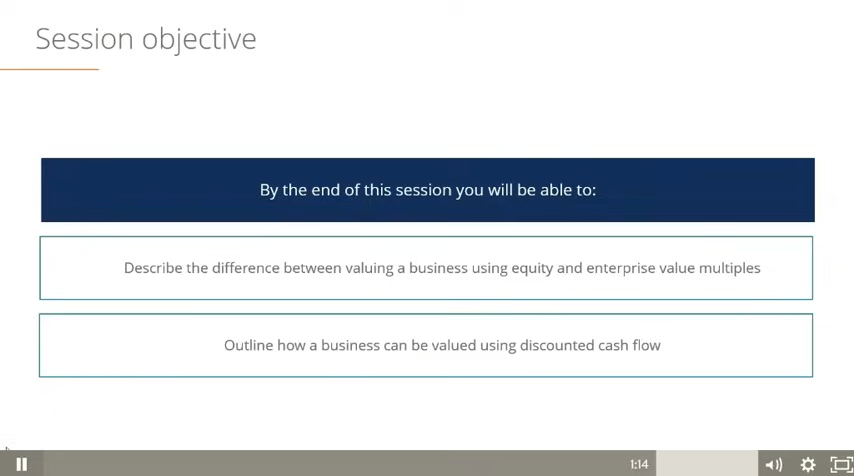 Session objective
By the end of this session you will be able to:
Describe the difference between valuing a business using equity and enterprise value multiples
Outline how a business can be valued using discounted cash flow
1:14